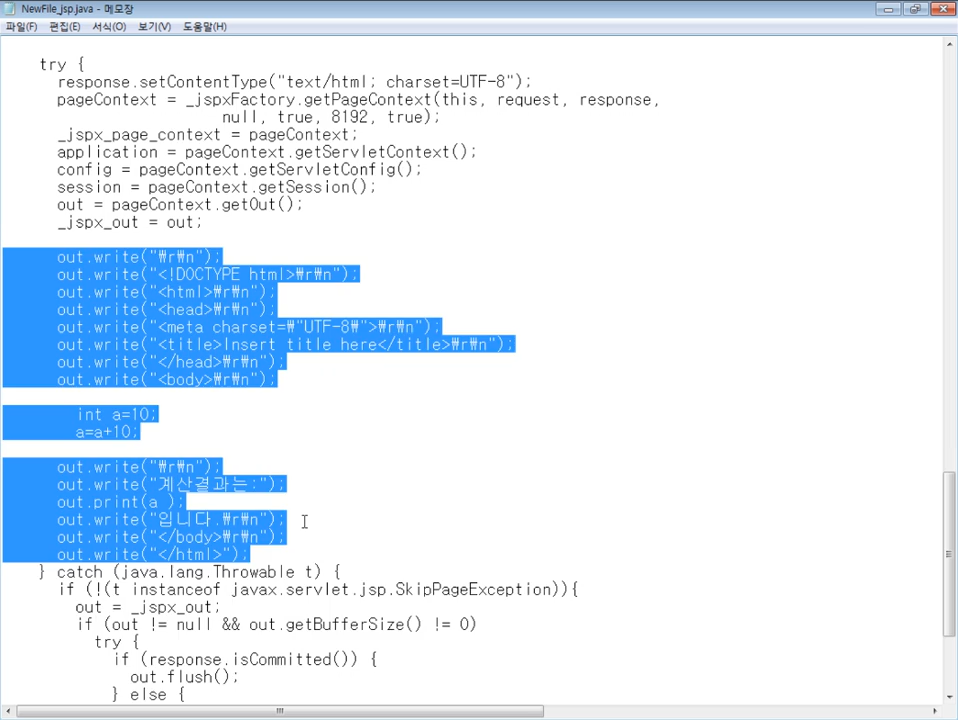 NewFile_jsp.java - 메모장
파일(F) 편집(E) 서식(O) 보기(V) 도움말(H)
try {
response.setContentType("text/html; charset=UTF-8");
pageContext = _jspxFactory.getPageContext(this, request, response,
null, true, 8192, true);
_jspx_page_context = pageContext;
application = pageContext.getServletContext();
config = pageContext.getServletConfig();
session = pageContext.getSession();
out = pageContext.getOut();
_jspx_out = out;
out.write("₩r₩n");
out.write("<!DOCTYPE html>₩r₩n");
out.write("<html>₩r₩n");
out.write("<head>₩r₩n");
out.write("<meta charset=₩"UTF-8₩">₩r₩n");
out.write("<title>Insert title here</title>₩r₩n");
out.write("</head>₩r₩n");
out.write("<body>₩r₩n");
int a=10;
a=a+10;
out.write("₩r₩n");
out.write("계산결과는:");
out.print(a );
out.write("입니다.₩r₩n");
out.write("</body>₩r₩n");
out.write("</html>");
} catch (java.lang.Throwable t) {
if (!(t instanceof javax.servlet.jsp.SkipPageException)){
out = _jspx_out;
if (out != null && out.getBufferSize() != 0)
try {
if (response.isCommitted()) {
out.flush();
} else {